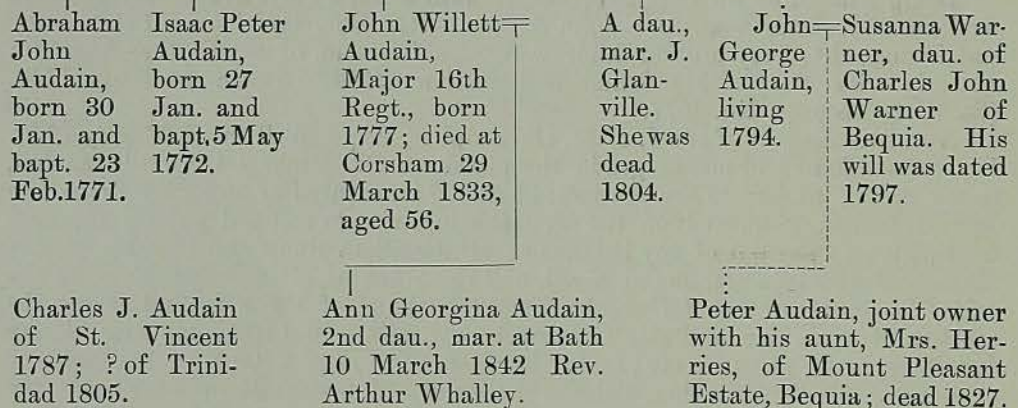 Abraham
John
Audain,
born 30
Jan. and
bapt. 23
Feb.1771.
Isaac Peter
Audain,
born 27
Jan. and
bapt. 5 May
1772.
John Willett
Audain,
Major 16th
Regt., born
1777; died at
Corsham 29
March 1833,
aged 56.
A dau.,
mar. J.
Glan-
ville.
She was
dead
1804.
John
George
Audain,
living
1794.
Susanna War-
ner, dau. of
Charles John
Warner of
Bequia. His
will was dated
1797.
Charles J. Audain
of St. Vincent
1787; ? of Trini-
dad 1805.
Ann Georgina Audain,
2nd dau., mar. at Bath
10 March 1842 Rev.
Arthur Whalley.
Peter Audain, joint owner
with his aunt, Mrs. Her-
ries, of Mount Pleasant
Estate, Bequia; dead 1827.